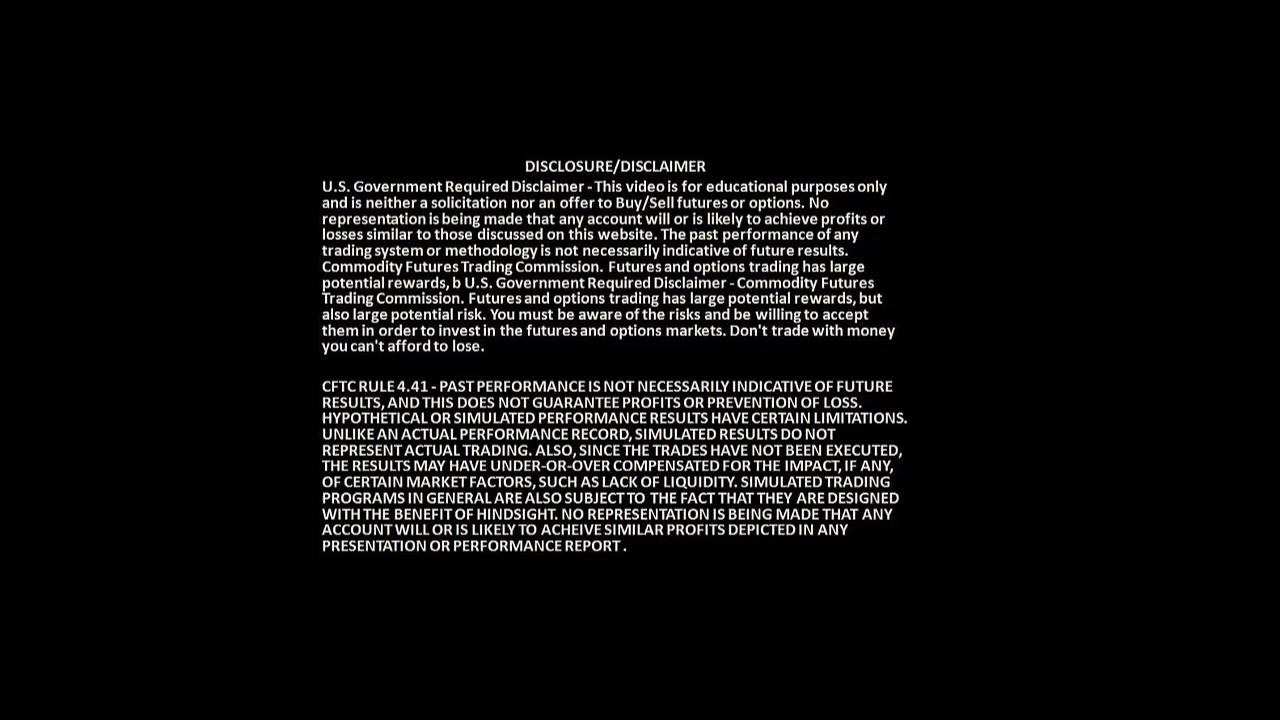 DISCLOSURE/DISCLAIMER
U.S. Government Required Disclaimer - This video is for educational purposes only
and is neither a solicitation nor an offer to Buy/Sell futures or options. No
representation is being made that any account will or is likely to achieve profits or
losses similar to those discussed on this website. The past performance of any
trading system or methodology is not necessarily indicative of future results.
Commodity Futures Trading Commission. Futures and options trading has large
potential rewards, b U.S. Government Required Disclaimer - Commodity Futures
Trading Commission. Futures and options trading has large potential rewards, but
also large potential risk. You must be aware of the risks and be willing to accept
them in order to invest in the futures and options markets. Don't trade with money
you can't afford to lose.
CFTC RULE 4.41 - PAST PERFORMANCE IS NOT NECESSARILY INDICATIVE OF FUTURE
RESULTS, AND THIS DOES NOT GUARANTEE PROFITS OR PREVENTION OF LOSS.
HYPOTHETICAL OR SIMULATED PERFORMANCE RESULTS HAVE CERTAIN LIMITATIONS.
UNLIKE AN ACTUAL PERFORMANCE RECORD, SIMULATED RESULTS DO NOT
REPRESENT ACTUAL TRADING. ALSO, SINCE THE TRADES HAVE NOT BEEN EXECUTED,
THE RESULTS MAY HAVE UNDER-OR-OVER COMPENSATED FOR THE IMPACT, IF ANY,
OF CERTAIN MARKET FACTORS, SUCH AS LACK OF LIQUIDITY. SIMULATED TRADING
PROGRAMS IN GENERAL ARE ALSO SUBJECT TO THE FACT THAT THEY ARE DESIGNED
WITH THE BENEFIT OF HINDSIGHT. NO REPRESENTATION IS BEING MADE THAT ANY
ACCOUNT WILL OR IS LIKELY TO ACHEIVE SIMILAR PROFITS DEPICTED IN ANY
PRESENTATION OR PERFORMANCE REPORT .